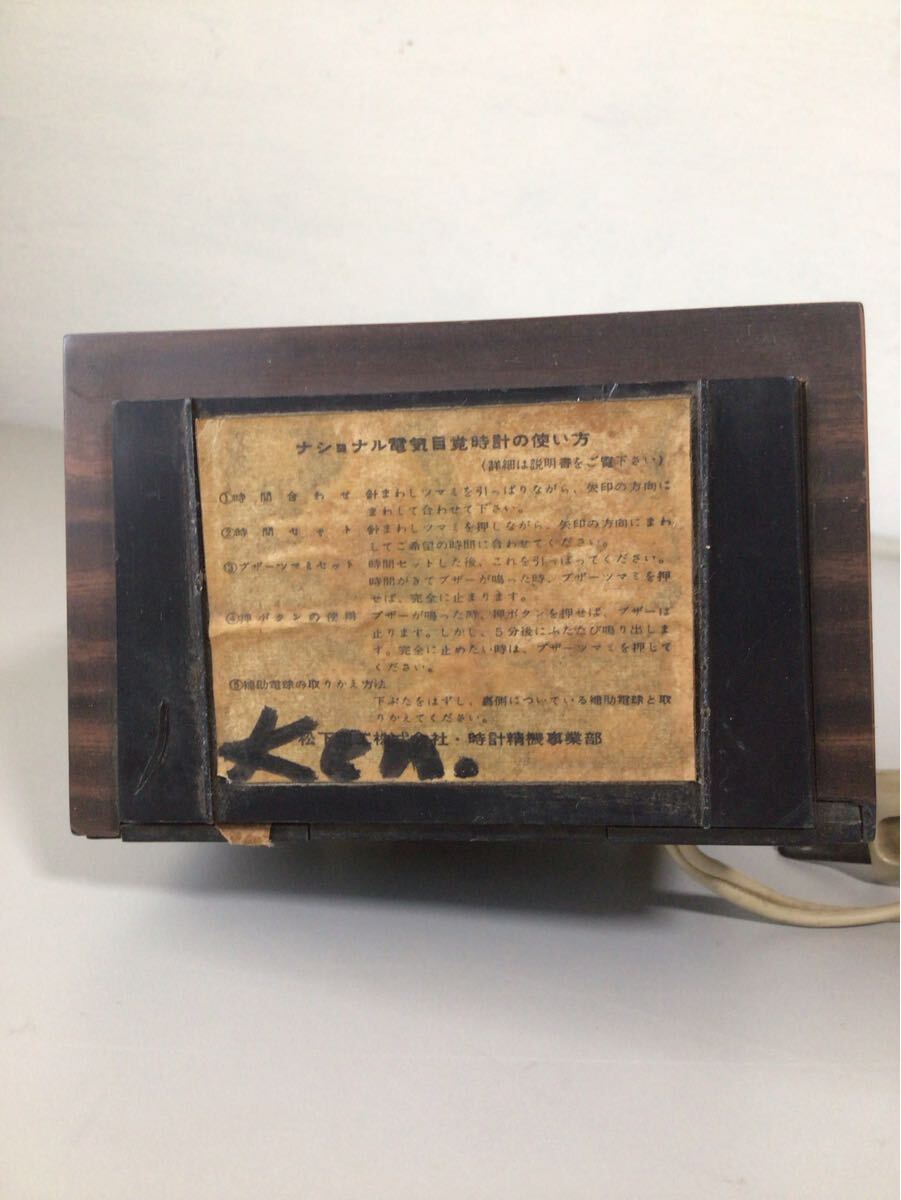 ナショナル電気目覚時計の使い方
(詳細は説明書をご覧下さい)
①時間合わせ 針まわしツマミを引っぱりながら、矢印の方向に
まわして合わせて下さい。
②時間セット 針まわしツマミを押しながら、矢印の方向にまわ
してご希望の時間に合わせてください。
③ブザーツマミセット 時間セットした後、これを引っぱってください。
時間がきてブザーが鳴った時、ブザーツマミを押
せば、完全に止まります。
④押ボタンの使用 ブザーが鳴った時、押ボタンを押せば、ブザーは
止ります。しかし、5分後にふたたび鳴り出しま
す。完全に止めたい時は、ブザーツマミを押して
ください。
⑤補助電球の取りかえ方法
下ぶたをはずし、裏側についている補助電球と取
りかえてください。
松下 工株式会社・時計精機事業部
Ken.